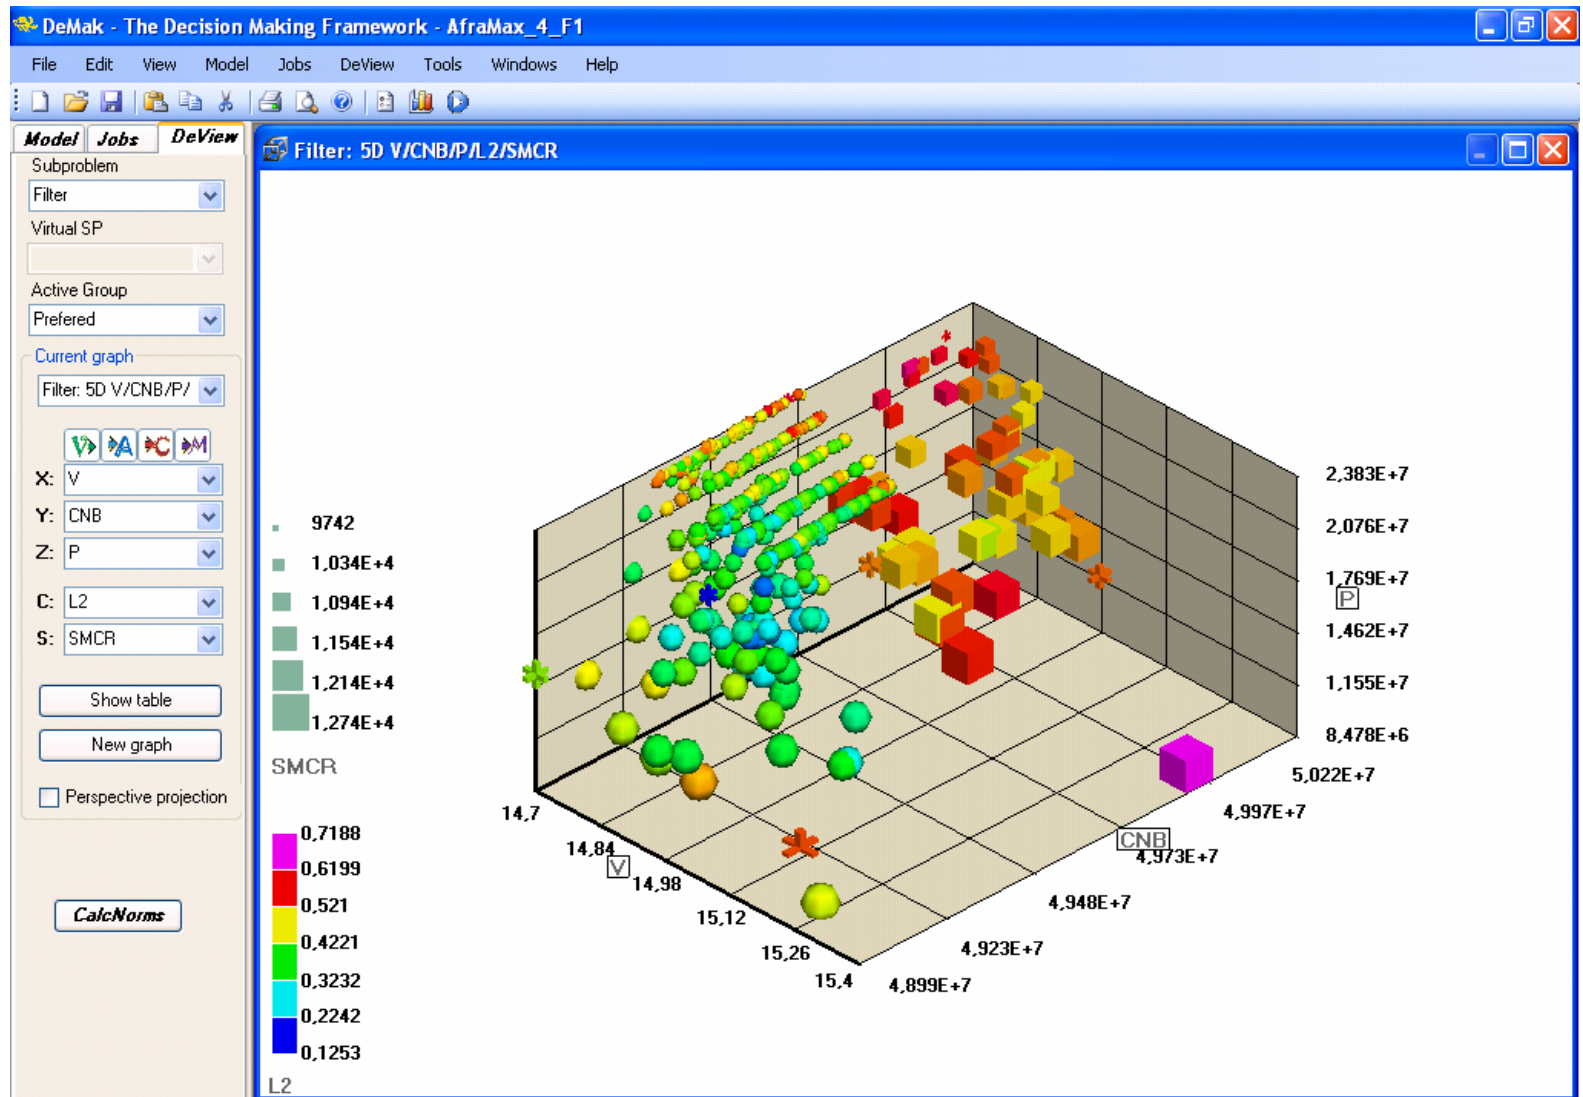 DeMak - The Decision Making Framework - AfraMax_4_F1
File Edit View Model Jobs DeView Tools Windows Help
Model Jobs DeView
Subproblem
Filter
Virtual SP
Active Group
Prefered
Current graph
Filter: 5D V/CNB/P/
V A C M
X: V
Y: CNB
Z: P
C: L2
S: SMCR
Show table
New graph
Perspective projection
CalcNorms
Filter: 5D V/CNB/P/L2/SMCR
9742
1,034E+4
1,094E+4
1,154E+4
1,214E+4
1,274E+4
SMCR
0,7188
0,6199
0,521
0,4221
0,3232
0,2242
0,1253
L2
14,7
14,84
V
14,98
15,12
15,26
15,4
4,899E+7
4,923E+7
4,948E+7
4,973E+7
CNB
4,997E+7
5,022E+7
2,383E+7
2,076E+7
1,769E+7
P
1,462E+7
1,155E+7
8,478E+6